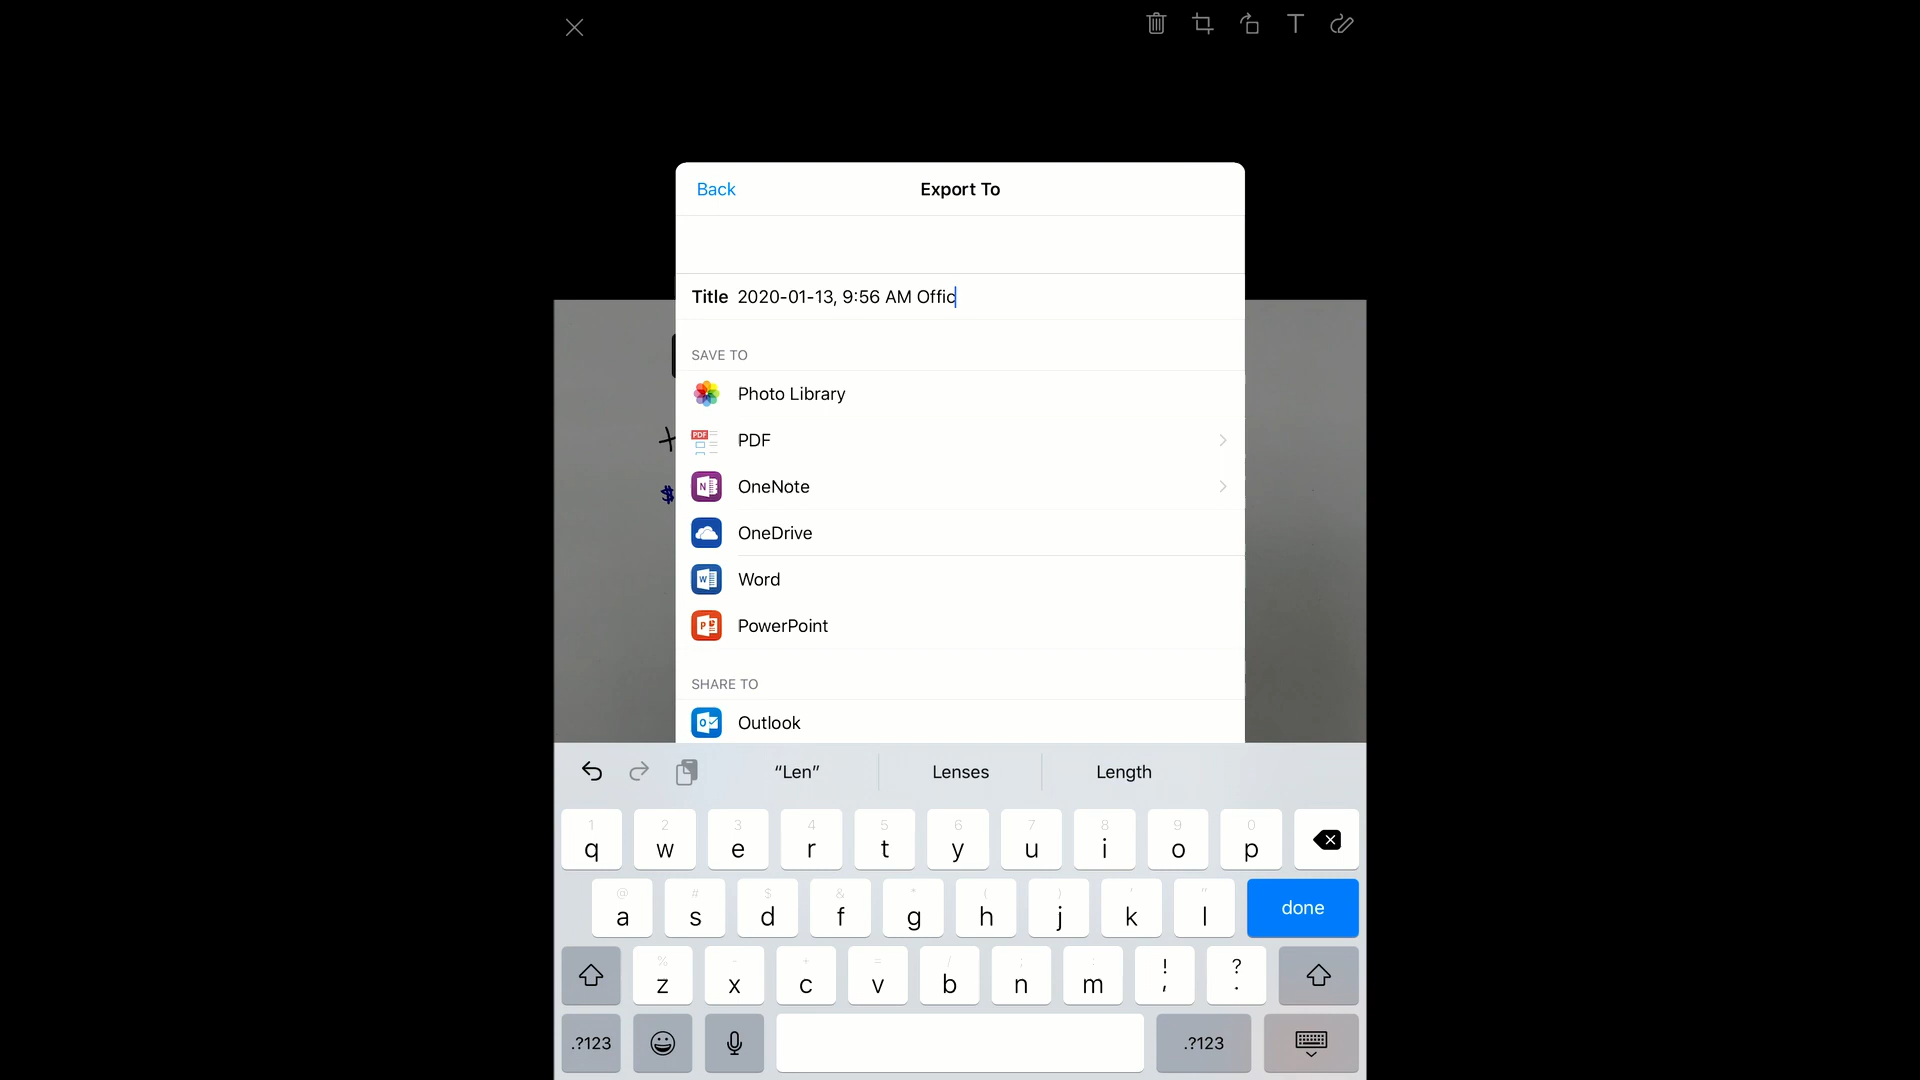 T
Back Export To
Title 2020-01-13, 9:56 AM Offic
SAVE TO
Photo Library
PDF PDF
$
N OneNote
OneDrive
W Word
P PowerPoint
SHARE TO
O Outlook
“Len” Lenses Length
1 2 3 4 5 6 7 8 9 0
q w e r t y u i o p
@ # $ & * ( ) ' "
a s d f g h j k l done
% - + = / ; : ! ?
z x c v b n m , .
.?123 .?123